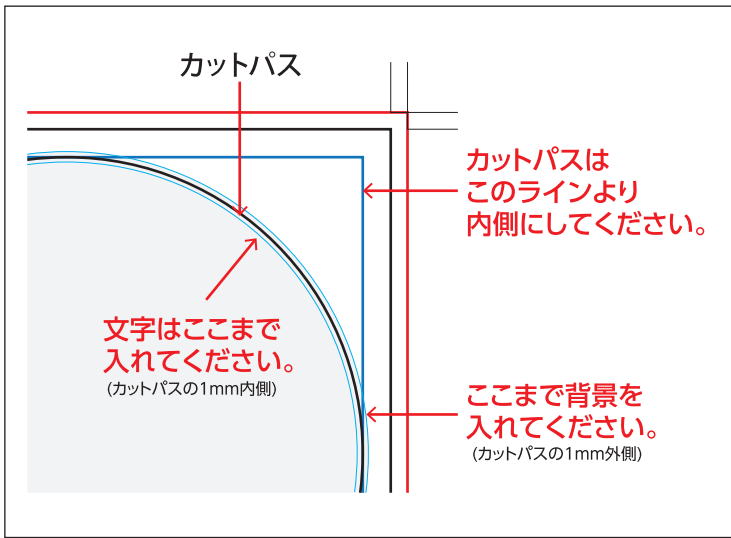 カットパス
カットパスは
このラインより
内側にしてください。
文字はここまで
入れてください。
(カットパスの1mm内側)
ここまで背景を
入れてください。
(カットパスの1mm外側)